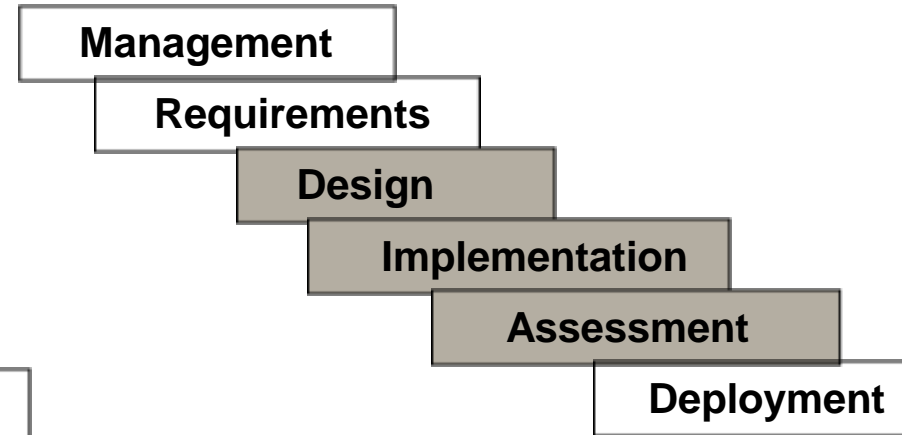 Management
Requirements
Design
Implementation
Assessment
Deployment